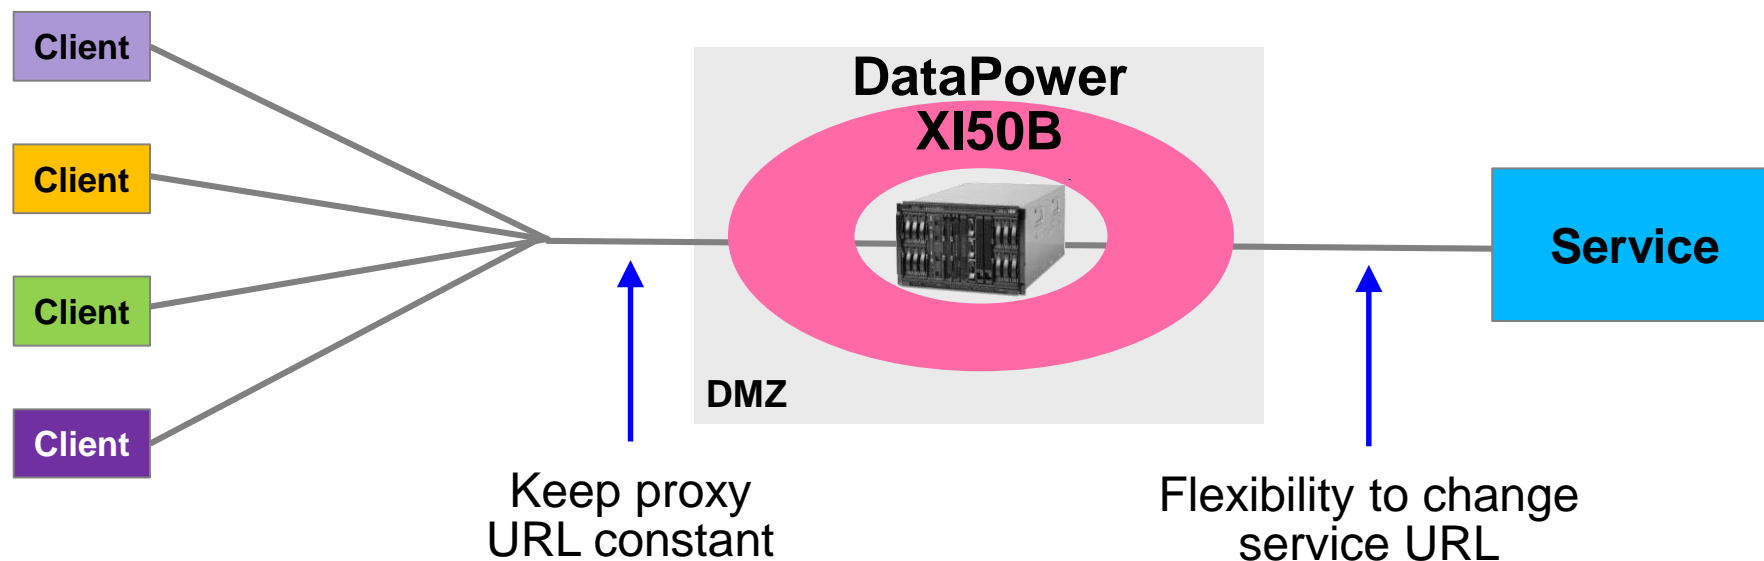 Client
Client
Client
Client
DataPower
XI50B
DMZ
Service
Keep proxy
URL constant
Flexibility to change
service URL